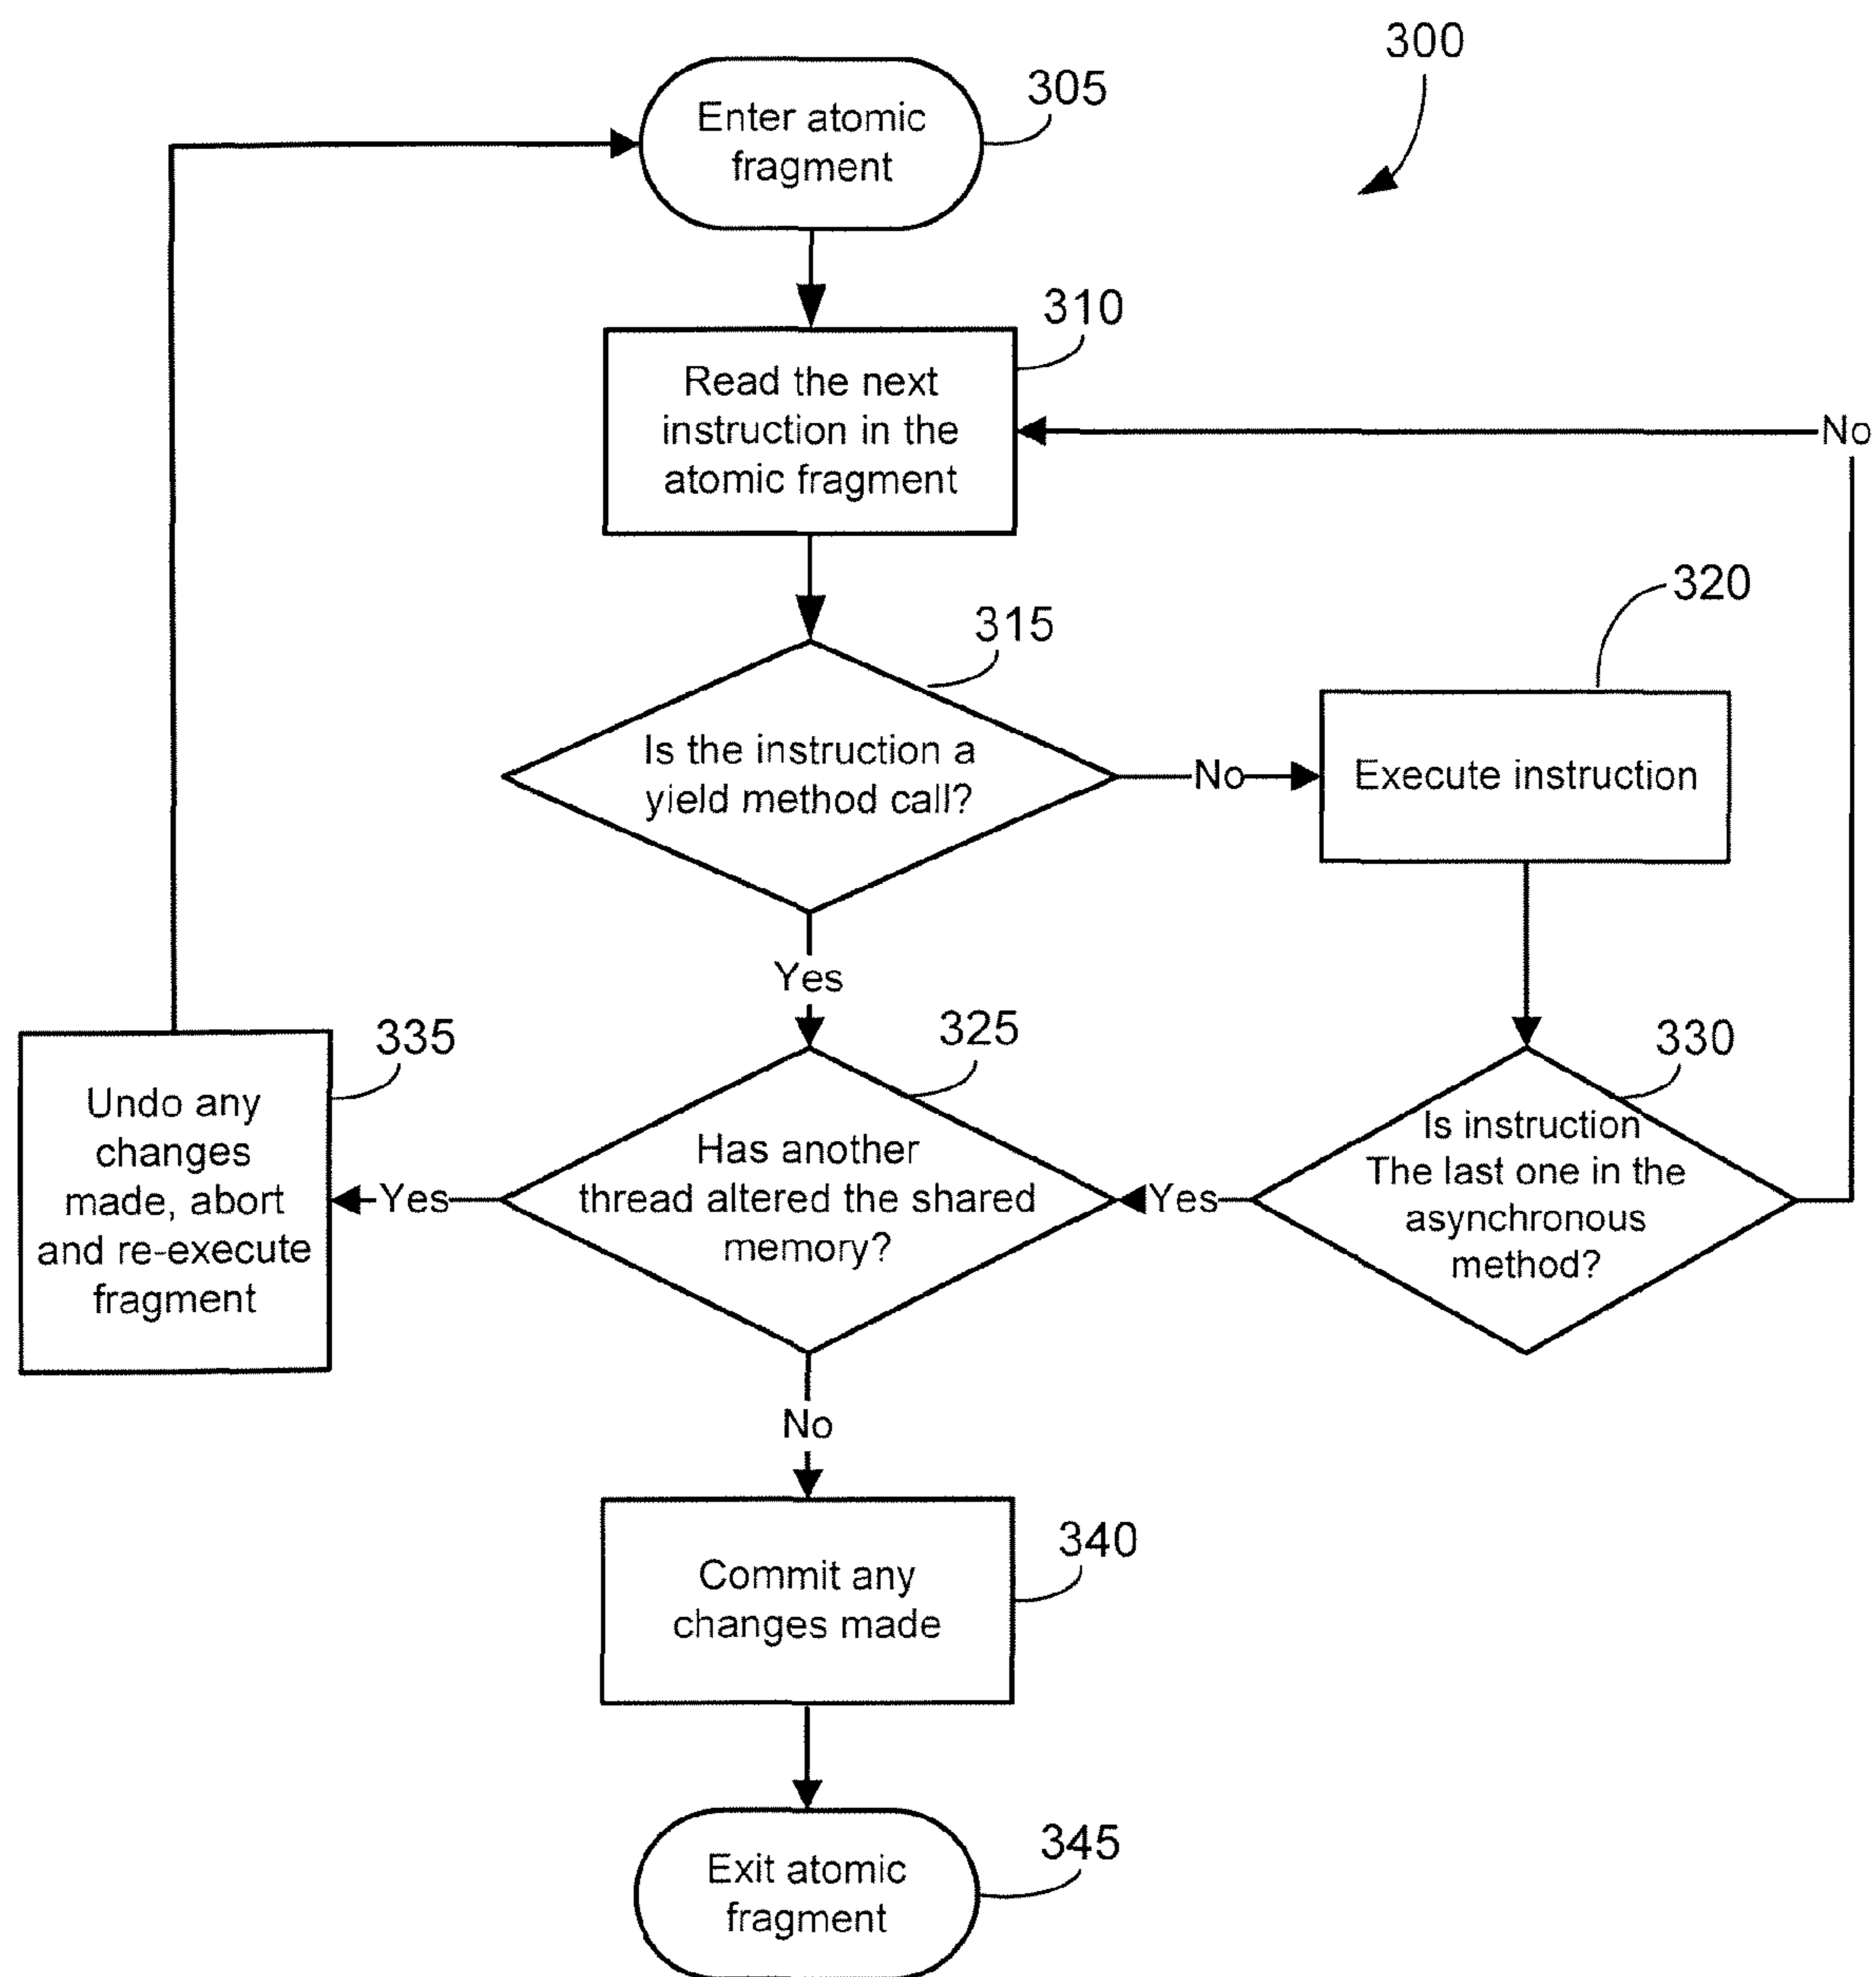 300
305
Enter atomic
fragment
310
Read the next
instruction in the
atomic fragment
No
320
315
Is the instruction a
yield method call?
No
Execute instruction
Yes
335
325
330
Undo any
changes
made, abort
and re-execute
fragment
Yes
Has another
thread altered the shared
memory?
Yes
Is instruction
The last one in the
asynchronous
method?
No
340
Commit any
changes made
345
Exit atomic
fragment